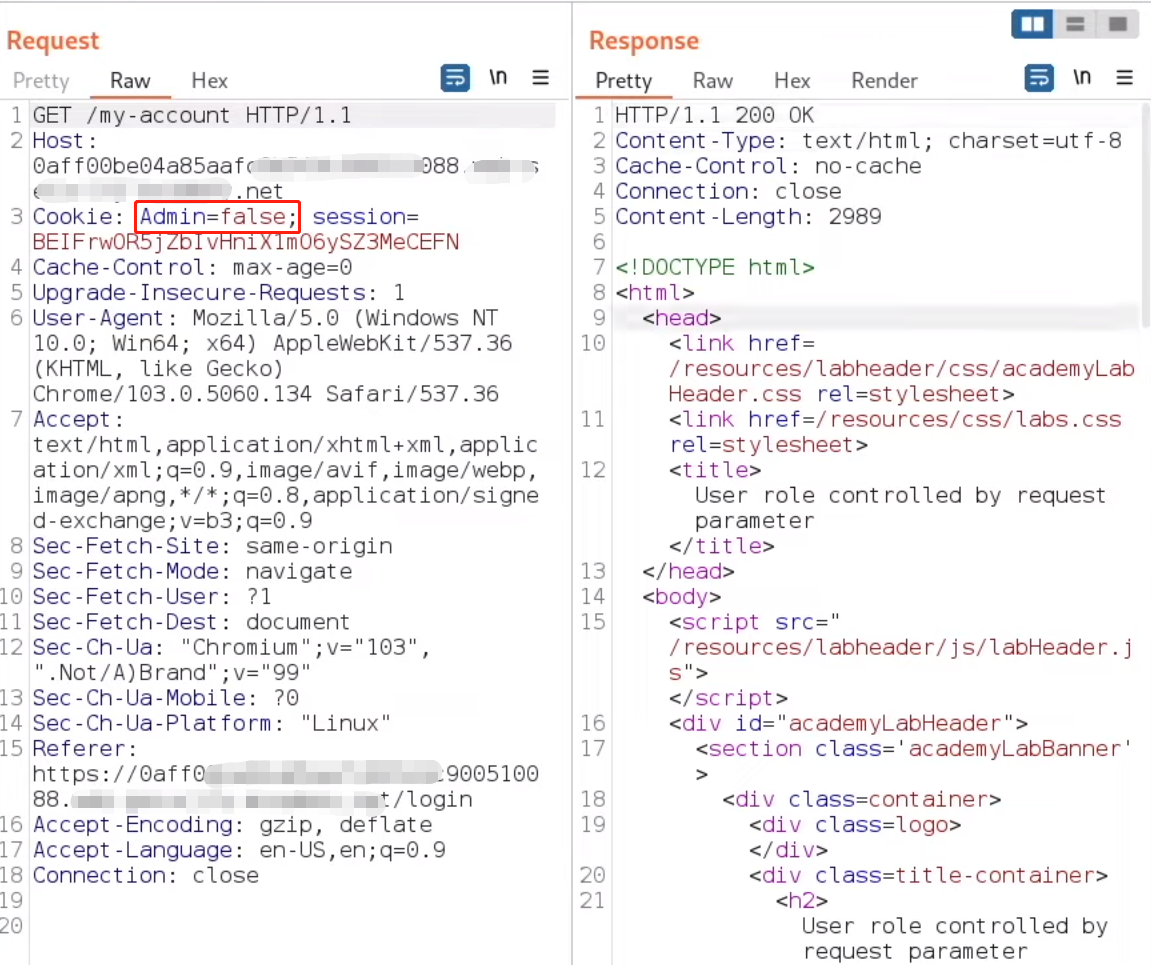 Request
Pretty Raw Hex
\n
1 GET /my-account HTTP/1.1
2 Host:
0aff00be04a85aafc 088.
.net
3 Cookie: Admin=false; session=
BEIFrwOR5jZbIvHniX1mO6ySZ3MeCEFN
4 Cache-Control: max-age=0
5 Upgrade-Insecure-Requests: 1
6 User-Agent: Mozilla/5.0 (Windows NT
10.0; Win64; x64) AppleWebKit/537.36
(KHTML, like Gecko)
Chrome/103.0.5060.134 Safari/537.36
7 Accept:
text/html,application/xhtml+xml,applic
ation/xml;q=0.9,image/avif,image/webp,
image/apng,*/*;q=0.8,application/signe
d-exchange;v=b3;q=0.9
8 Sec-Fetch-Site: same-origin
9 Sec-Fetch-Mode: navigate
10 Sec-Fetch-User: ?1
11 Sec-Fetch-Dest: document
12 Sec-Ch-Ua: "Chromium";v="103",
".Not/A)Brand";v="99"
13 Sec-Ch-Ua-Mobile: ?0
14 Sec-Ch-Ua-Platform: "Linux"
15 Referer:
https://0aff0 c9005100
88. t/login
16 Accept-Encoding: gzip, deflate
17 Accept-Language: en-US,en;q=0.9
18 Connection: close
19
20
Response
Pretty Raw Hex Render
\n
1 HTTP/1.1 200 OK
2 Content-Type: text/html; charset=utf-8
3 Cache-Control: no-cache
4 Connection: close
5 Content-Length: 2989
6
7 <!DOCTYPE html>
8 <html>
9 <head>
10 <link href=
/resources/labheader/css/academyLab
Header.css rel=stylesheet>
11 <link href=/resources/css/labs.css
rel=stylesheet>
12 <title>
User role controlled by request
parameter
</title>
13 </head>
14 <body>
15 <script src="
/resources/labheader/js/labHeader.j
s">
</script>
16 <div id="academyLabHeader">
17 <section class='academyLabBanner'
>
18 <div class=container>
19 <div class=logo>
</div>
20 <div class=title-container>
21 <h2>
User role controlled by
request parameter